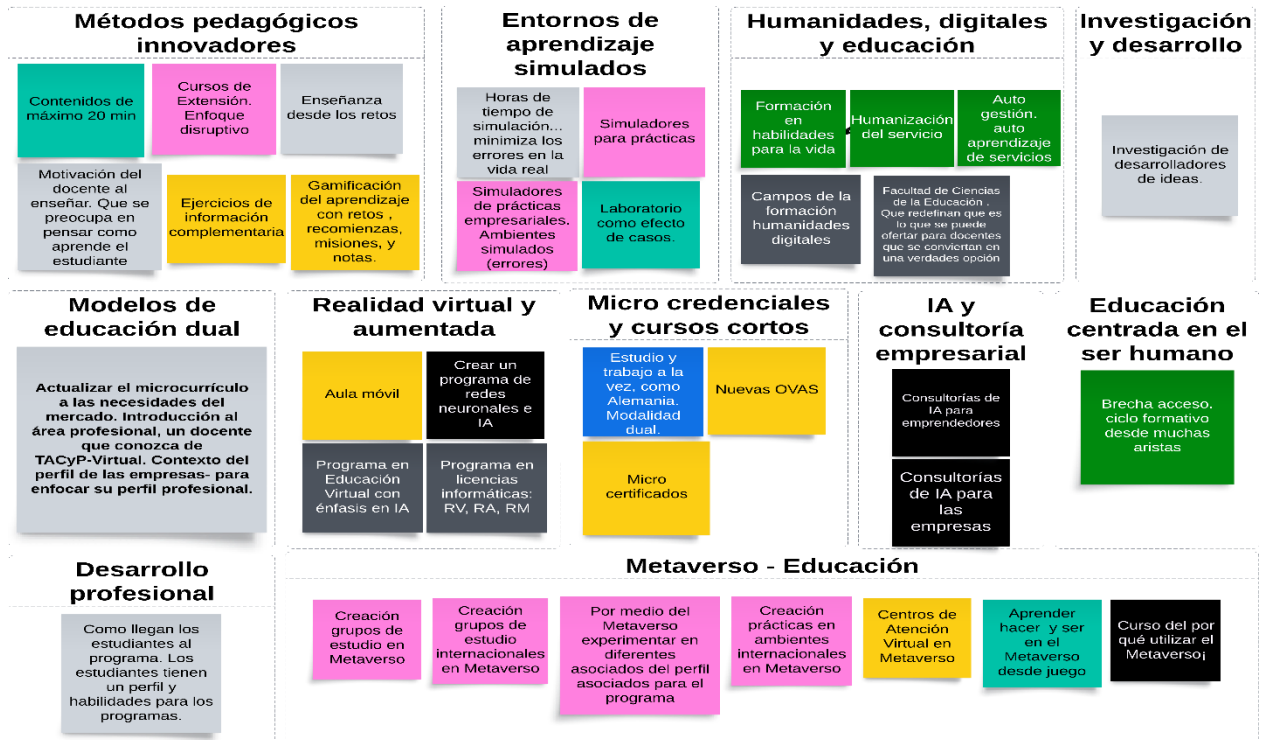 Métodos pedagógicos
innovadores
Contenidos de
máximo 20 min
Cursos de
Extensión.
Enfoque
disruptivo
Enseñanza
desde los retos
Motivación del
docente al
enseñar. Que se
preocupa en
pensar como
aprende el
estudiante
Ejercicios de
información
complementaria
Gamificación
del aprendizaje
con retos ,
recomienzas,
misiones, y
notas.
Entornos de
aprendizaje
simulados
Horas de
tiempo de
simulación...
minimiza los
errores en la
vida real
Simuladores
para prácticas
Simuladores
de prácticas
empresariales.
Ambientes
simulados
(errores)
Laboratorio
como efecto
de casos.
Humanidades, digitales
y educación
Formación
en
habilidades
para la vida
Humanización
del servicio
Auto
gestión.
auto
aprendizaje
de servicios
Campos de la
formación
humanidades
digitales
Facultad de Ciencias
de la Educación .
Que redefinan que es
lo que se puede
ofertar para docentes
que se conviertan en
una verdades opción
Investigación
y desarrollo
Investigación de
desarrolladores
de ideas.
Modelos de
educación dual
Actualizar el microcurrículo
a las necesidades del
mercado. Introducción al
área profesional, un docente
que conozca de
TACyP-Virtual. Contexto del
perfil de las empresas- para
enfocar su perfil profesional.
Realidad virtual y
aumentada
Aula móvil
Crear un
programa de
redes
neuronales e
IA
Programa en
Educación
Virtual con
énfasis en IA
Programa en
licencias
informáticas:
RV, RA, RM
Micro credenciales
y cursos cortos
Estudio y
trabajo a la
vez, como
Alemania.
Modalidad
dual.
Nuevas OVAS
Micro
certificados
IA y
consultoría
empresarial
Consultorías de
IA para
emprendedores
Consultorías
de IA para
las
empresas
Educación
centrada en el
ser humano
Brecha acceso.
ciclo formativo
desde muchas
aristas
Desarrollo
profesional
Como llegan los
estudiantes al
programa. Los
estudiantes tienen
un perfil y
habilidades para los
programas.
Metaverso - Educación
Creación
grupos de
estudio en
Metaverso
Creación
grupos de
estudio
internacionales
en Metaverso
Por medio del
Metaverso
experimentar en
diferentes
asociados del perfil
asociados para el
programa
Creación
prácticas en
ambientes
internacionales
en Metaverso
Centros de
Atención
Virtual en
Metaverso
Aprender
hacer y ser
en el
Metaverso
desde juego
Curso del por
qué utilizar el
Metaverso¡